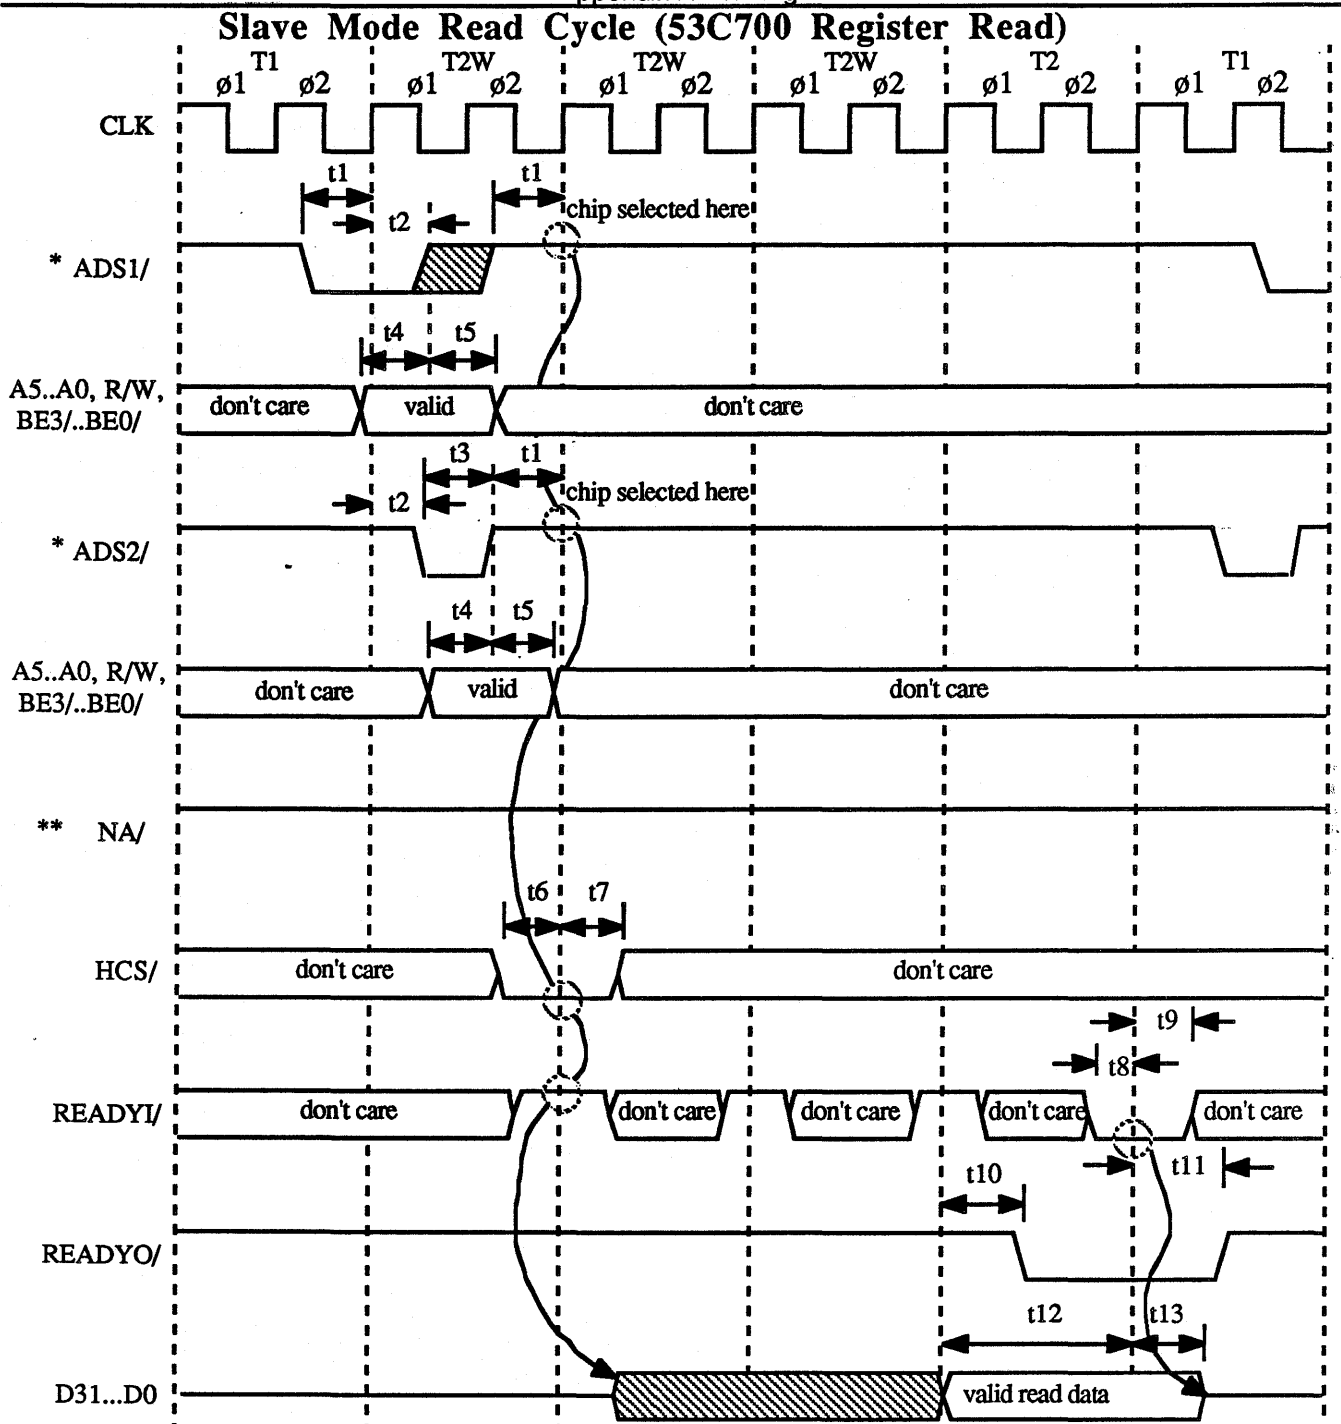 Slave Mode Read Cycle (53C700 Register Read)
T1 T2W T2W T2W T2 T1
ø1 ø2 ø1 ø2 ø1 ø2 ø1 ø2 ø1 ø2 ø1 ø2
CLK
t1 t1
t2 chip selected here
* ADS1/
t4 t5
A5..A0, R/W,
BE3/..BE0/
don't care valid don't care
t3 t1
t2 chip selected here
* ADS2/
t4 t5
A5..A0, R/W,
BE3/..BE0/
don't care valid don't care
** NA/
t6 t7
HCS/ don't care don't care
t9
t8
READYI/ don't care don't care don't care don't care don't care
t11
t10
READYO/
t12 t13
D31...D0 valid read data